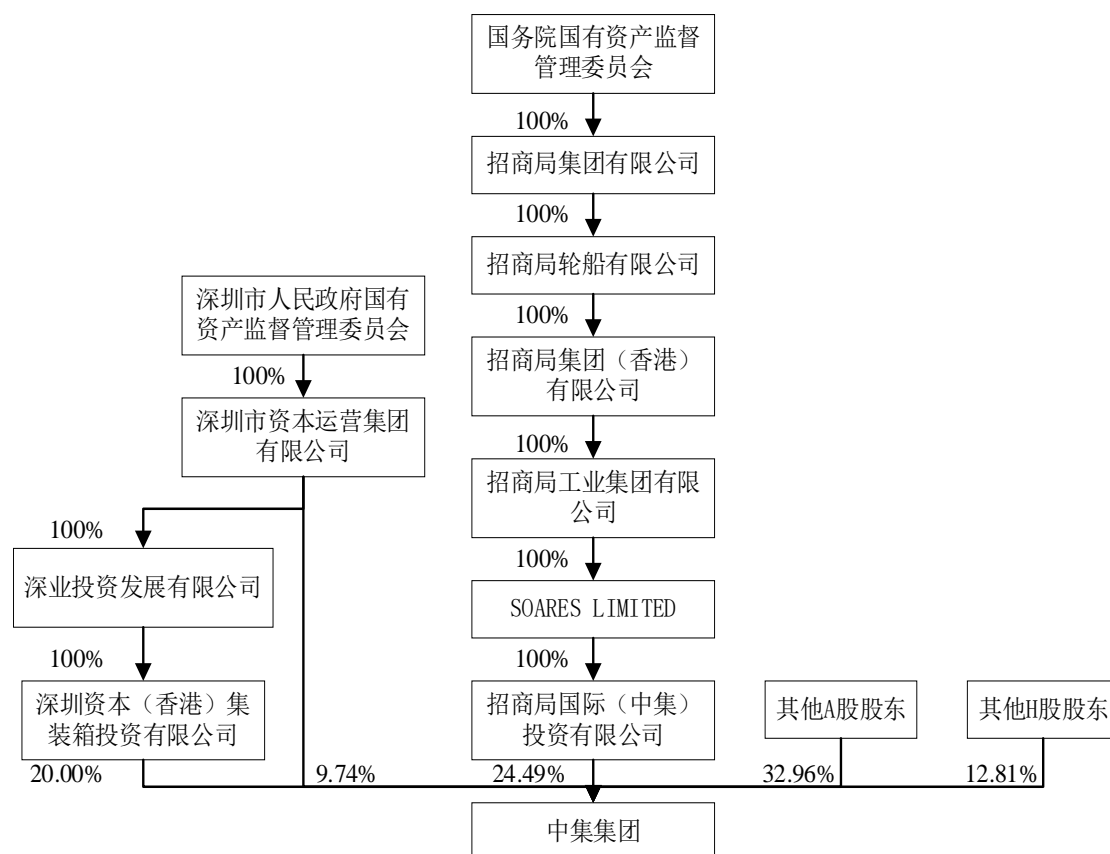 国务院国有资产监督
管理委员会
100%
招商局集团有限公司
100%
招商局轮船有限公司
100%
深圳市人民政府国有
资产监督管理委员会
招商局集团（香港）
有限公司
100%
深圳市资本运营集团
有限公司
100%
招商局工业集团有限
公司
100%
深业投资发展有限公司
100%
SOARES LIMITED
100%
深圳资本（香港）集
装箱投资有限公司
100%
招商局国际（中集）
投资有限公司
其他A股股东
其他H股股东
20.00%
9.74%
24.49%
32.96%
12.81%
中集集团